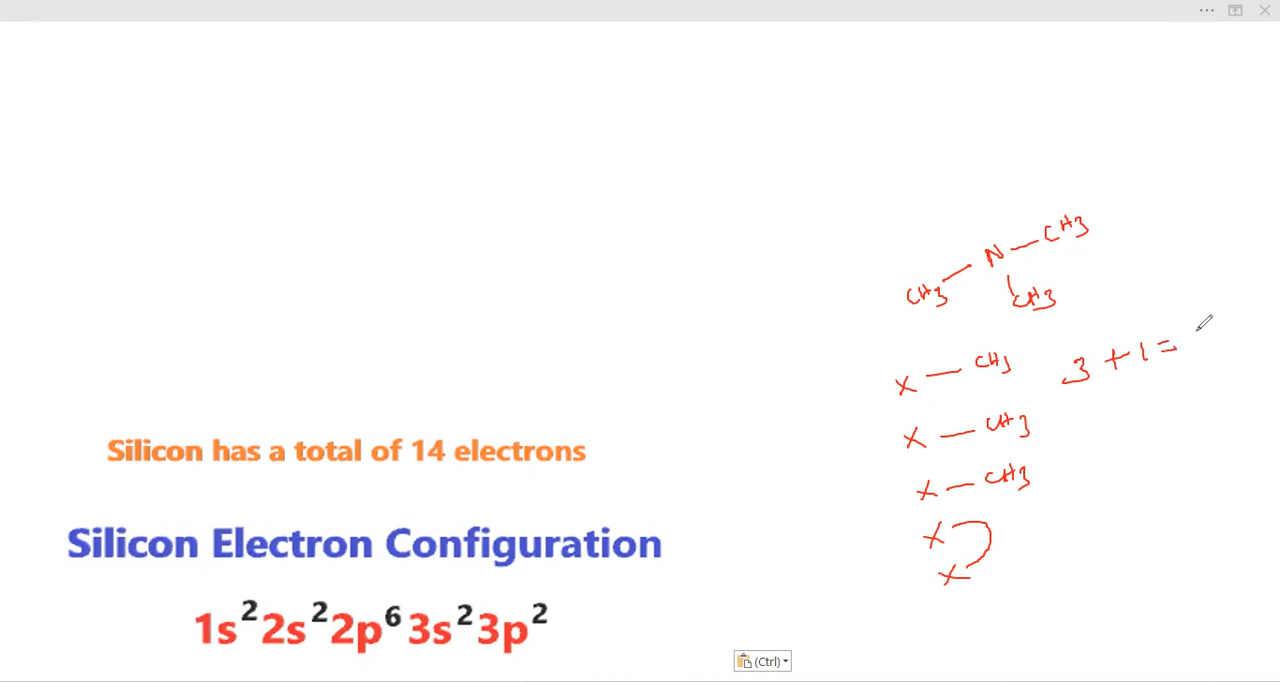 N — CH3
CH3 —
CH3
X — CH3
3 + 1 =
X — CH3
X — CH3
X
X
Silicon has a total of 14 electrons
Silicon Electron Configuration
1s²2s²2p⁶3s²3p²
(Ctrl)